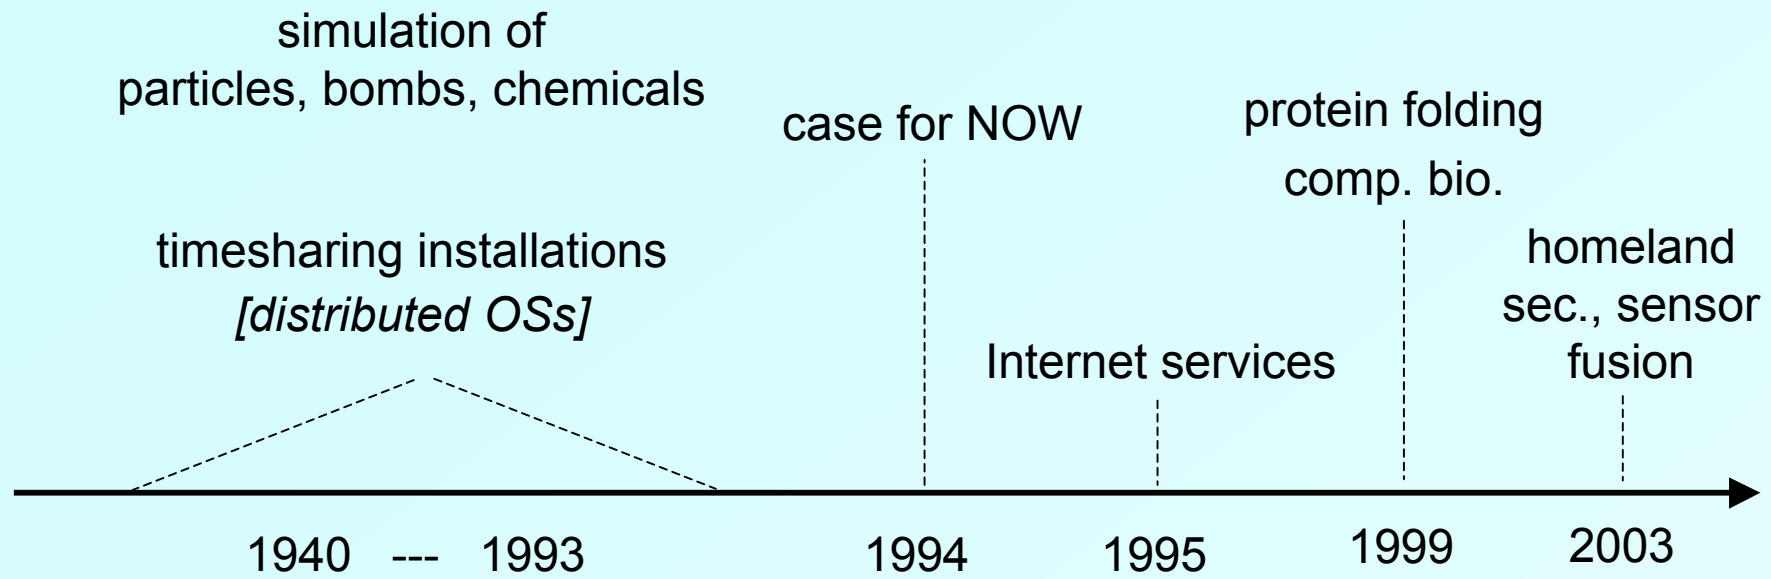 simulation of
particles, bombs, chemicals
timesharing installations
[distributed OSs]
case for NOW
Internet services
protein folding
comp. bio.
homeland
sec., sensor
fusion
1940 --- 1993
1994
1995
1999
2003